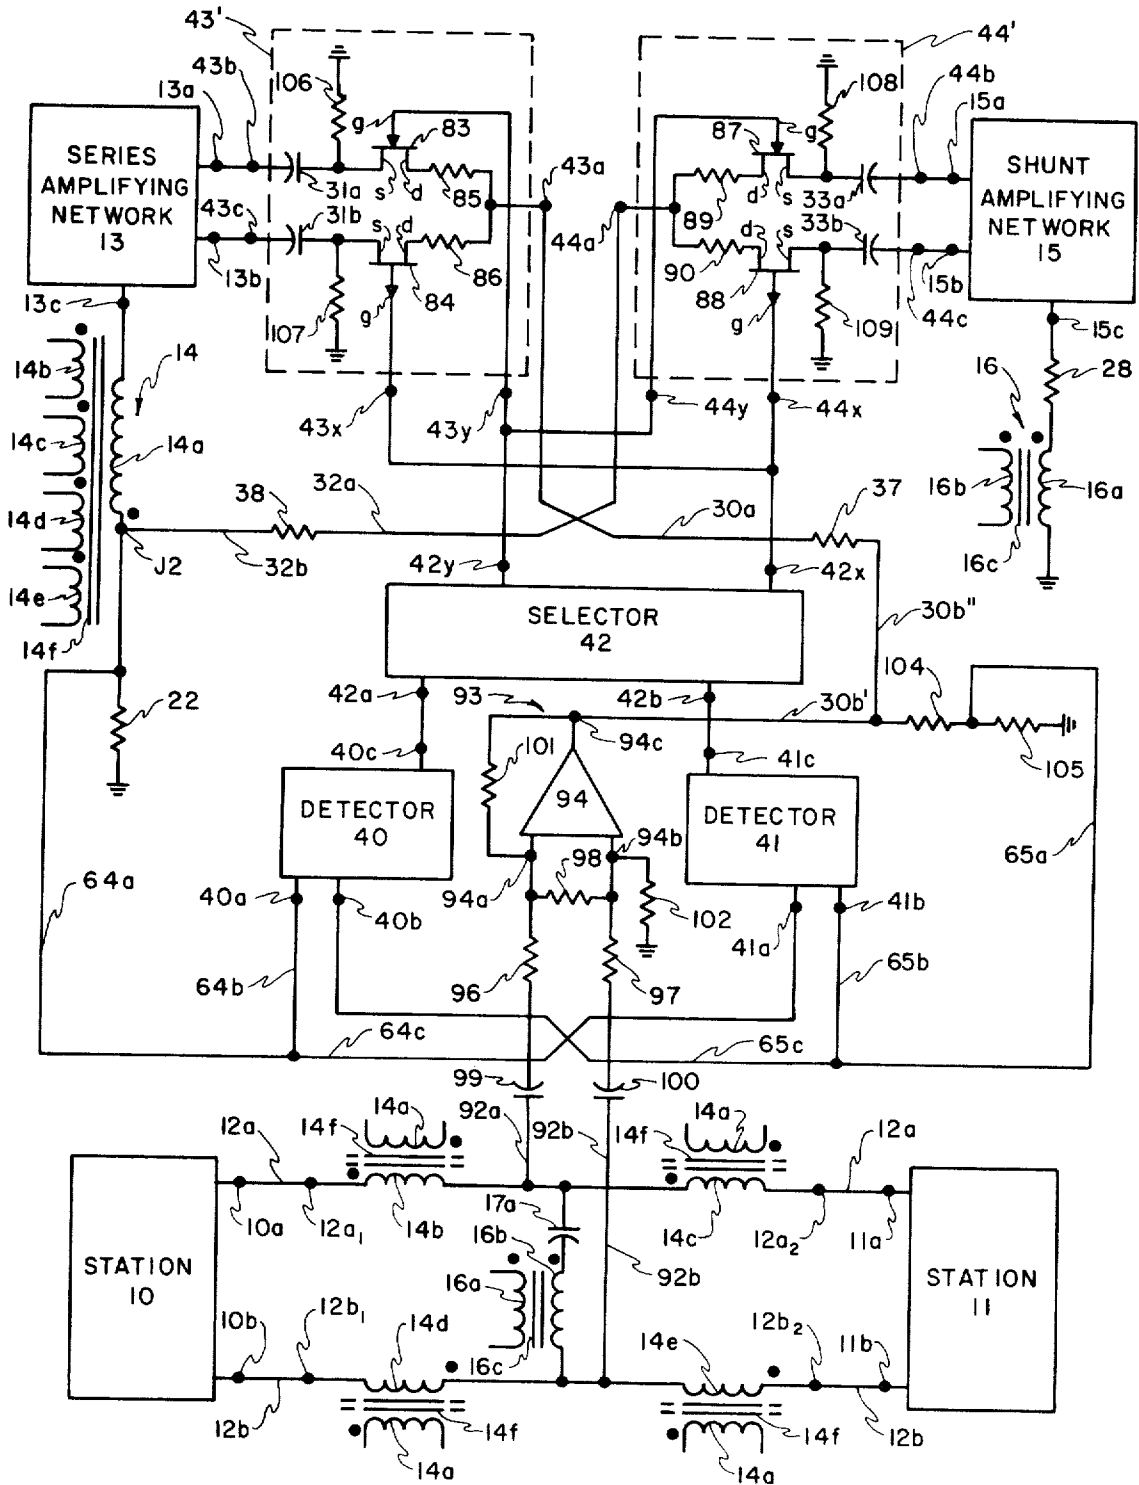 43' 44'
13a 43b 106 g 83 43a 87 g 108 44b 15a
SERIES
AMPLIFYING
NETWORK
13
SHUNT
AMPLIFYING
NETWORK
15
31a s d 85 44a 89 d s 33a
43c 31b s d d s 33b
13b 86 90
13c 107 g 84 88 g 109 44c 15b 15c
14b 14 43x 43y 44y 44x 16 28
14c 14a
14d 38 32a 30a 37 16b 16a
J2 32b 42y 42x 16c
14e
14f
SELECTOR
42
30b"
22 42a 93 42b 30b' 104
40c 101 94c 41c 105
DETECTOR
40
94
DETECTOR
41
94b
98
65a
64a 40a 40b 94a 102 41a 41b
64b 96 97 65b
64c 65c
99 100
14a 92a 92b 14a
12a 14f 14f 12a
STATION
10
10a 12a1 14b 17a 14c 12a2 11a
STATION
11
16b
16a 92b
10b 12b1 14d 16c 14e 12b2 11b
12b 14f 14f 12b
14a 14a